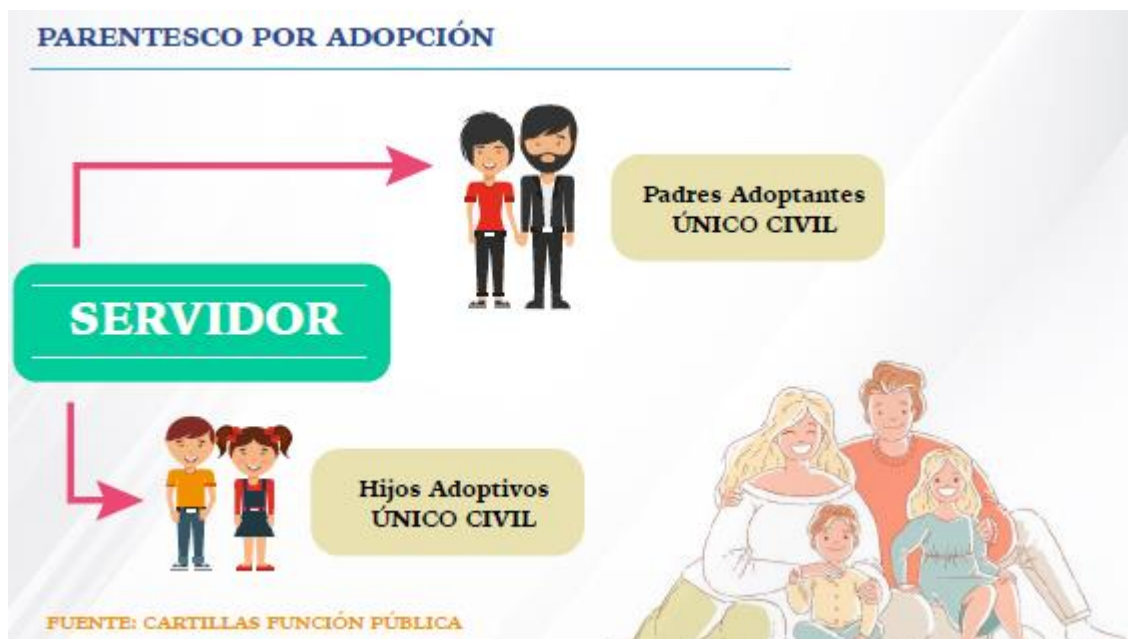 PARENTESCO POR ADOPCIÓN
Padres Adoptantes
ÚNICO CIVIL
SERVIDOR
Hijos Adoptivos
ÚNICO CIVIL
FUENTE: CARTILLAS FUNCIÓN PÚBLICA